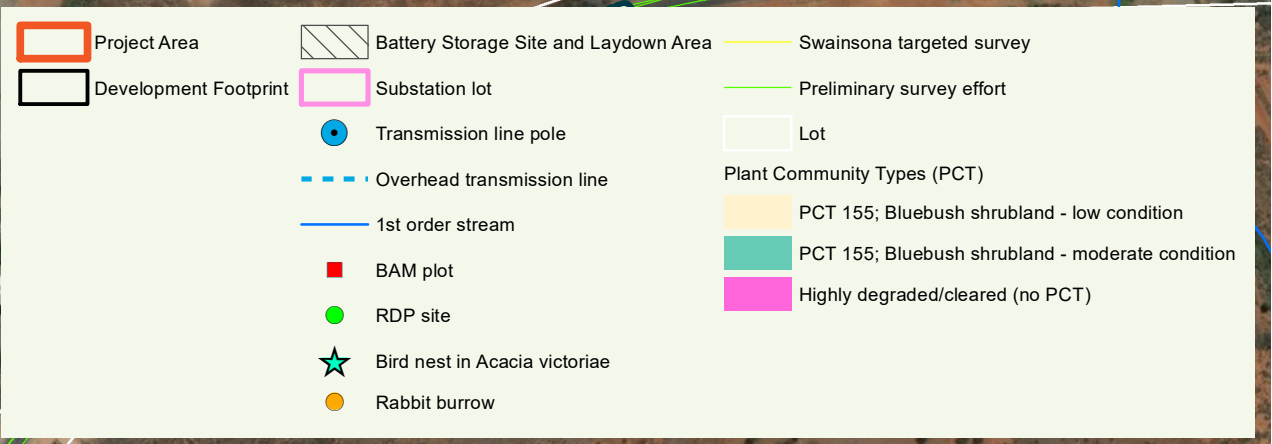 Project Area
Development Footprint
Battery Storage Site and Laydown Area
Substation lot
Transmission line pole
Overhead transmission line
1st order stream
BAM plot
RDP site
Bird nest in Acacia victoriae
Rabbit burrow
Swainsona targeted survey
Preliminary survey effort
Lot
Plant Community Types (PCT)
PCT 155; Bluebush shrubland - low condition
PCT 155; Bluebush shrubland - moderate condition
Highly degraded/cleared (no PCT)